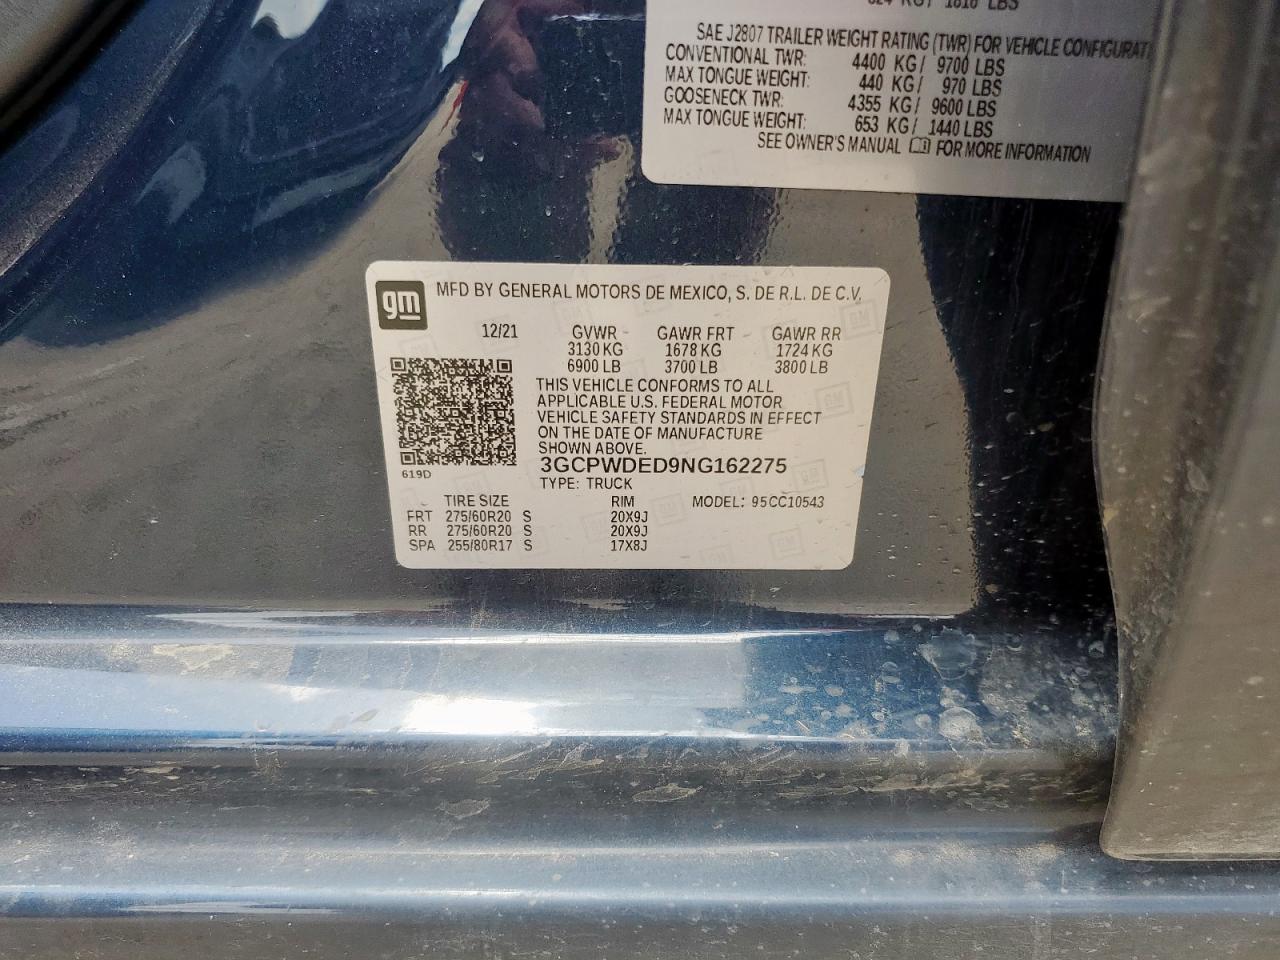 624 KG/ 1816 LBS
SAE J2807 TRAILER WEIGHT RATING (TWR) FOR VEHICLE
CONVENTIONAL TWR: 4400 KG/ 9700 LBS
MAX TONGUE WEIGHT: 440 KG/ 970 LBS
GOOSENECK TWR: 4355 KG/ 9600 LBS
MAX TONGUE WEIGHT: 653 KG/ 1440 LBS
SEE OWNER'S MANUAL FOR MORE INFORMATION
gm MFD BY GENERAL MOTORS DE MEXICO, S. DE R.L. DE C.V.
12/21 GVWR GAWR FRT GAWR RR
3130 KG 1678 KG 1724 KG
6900 LB 3700 LB 3800 LB
THIS VEHICLE CONFORMS TO ALL
APPLICABLE U.S. FEDERAL MOTOR
VEHICLE SAFETY STANDARDS IN EFFECT
ON THE DATE OF MANUFACTURE
SHOWN ABOVE.
3GCPWDED9NG162275
619D
TYPE: TRUCK
TIRE SIZE RIM MODEL: 95CC10543
FRT 275/60R20 S 20X9J
RR 275/60R20 S 20X9J
SPA 255/80R17 S 17X8J